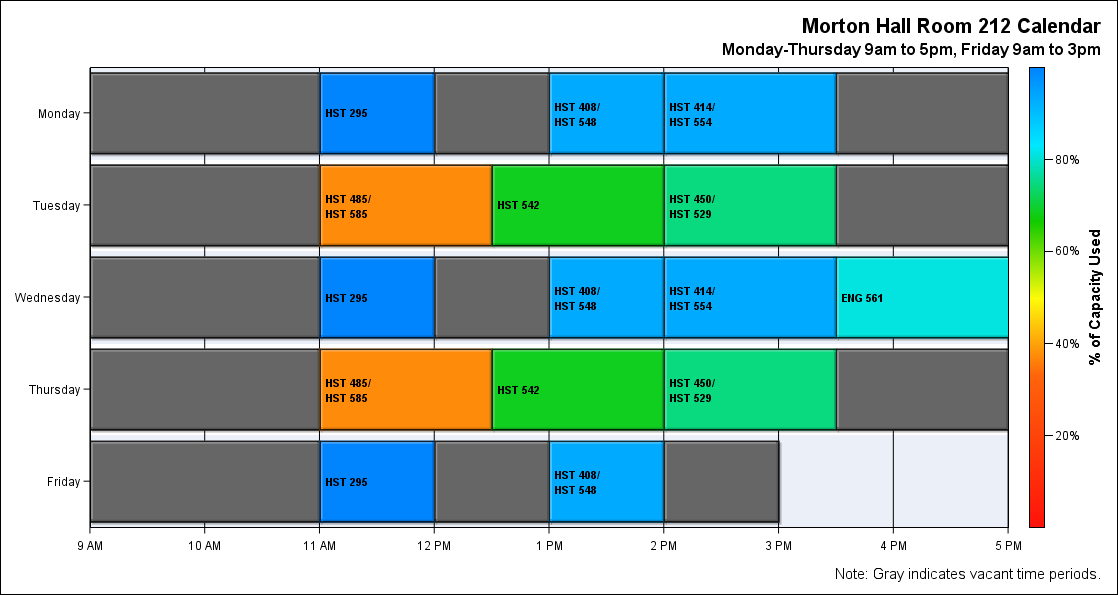 Morton Hall Room 212 Calendar
Monday-Thursday 9am to 5pm, Friday 9am to 3pm
Monday
HST 295
HST 408/
HST 548
HST 414/
HST 554
Tuesday
HST 485/
HST 585
HST 542
HST 450/
HST 529
Wednesday
HST 295
HST 408/
HST 548
HST 414/
HST 554
ENG 561
Thursday
HST 485/
HST 585
HST 542
HST 450/
HST 529
Friday
HST 295
HST 408/
HST 548
9 AM
10 AM
11 AM
12 PM
1 PM
2 PM
3 PM
4 PM
5 PM
80%
60%
40%
20%
% of Capacity Used
Note: Gray indicates vacant time periods.